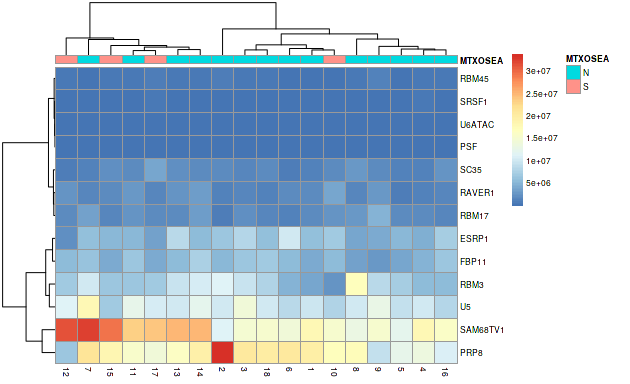 MTXOSEA
RBM45
SRSF1
U6ATAC
PSF
SC35
RAVER1
RBM17
ESRP1
FBP11
RBM3
U5
SAM68TV1
PRP8
12 7 15 11 17 13 14 2 3 18 6 1 10 8 9 5 4 16
3e+07
2.5e+07
2e+07
1.5e+07
1e+07
5e+06
MTXOSEA
N
S